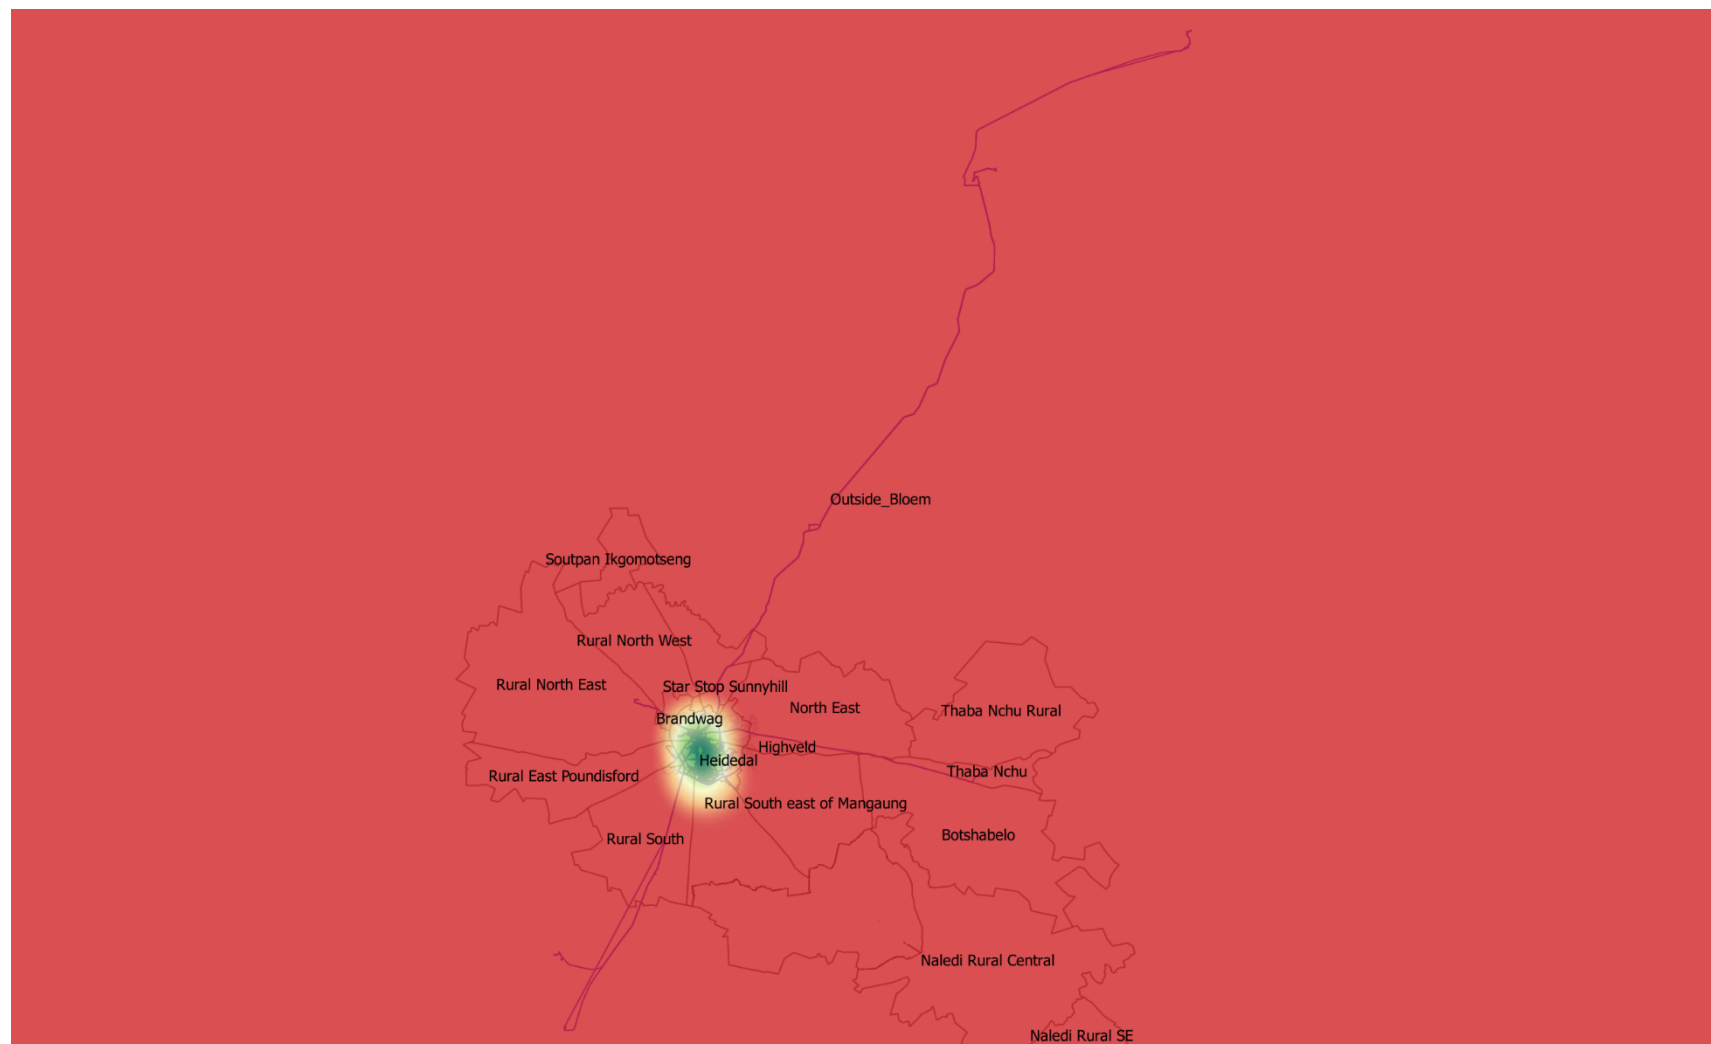 Outside_Bloem
Soutpan Ikgomotseng
Rural North West
Rural North East
Star Stop Sunnyhill
North East
Thaba Nchu Rural
Brandwag
Highveld
Heidedal
Thaba Nchu
Rural East Poundisford
Rural South east of Mangaung
Botshabelo
Rural South
Naledi Rural Central
Naledi Rural SE